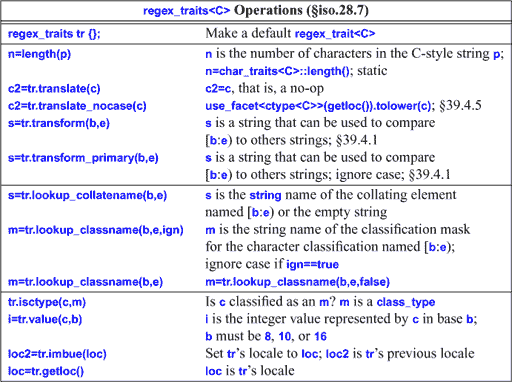 regex_traits<C> Operations (§iso.28.7)
regex_traits tr {}; Make a default regex_trait<C>
n=length(p) n is the number of characters in the C-style string p;
n=char_traits<C>::length(); static
c2=tr.translate(c) c2=c, that is, a no-op
c2=tr.translate_nocase(c) use_facet<ctype<C>>(getloc()).tolower(c); §39.4.5
s=tr.transform(b,e) s is a string that can be used to compare
[b:e) to others strings; §39.4.1
s=tr.transform_primary(b,e) s is a string that can be used to compare
[b:e) to others strings; ignore case; §39.4.1
s=tr.lookup_collatename(b,e) s is the string name of the collating element
named [b:e) or the empty string
m=tr.lookup_classname(b,e,ign) m is the string name of the classification mask
for the character classification named [b:e);
ignore case if ign==true
m=tr.lookup_classname(b,e) m=tr.lookup_classname(b,e,false)
tr.isctype(c,m) Is c classified as an m? m is a class_type
i=tr.value(c,b) i is the integer value represented by c in base b;
b must be 8, 10, or 16
loc2=tr.imbue(loc) Set tr's locale to loc; loc2 is tr's previous locale
loc=tr.getloc() loc is tr's locale